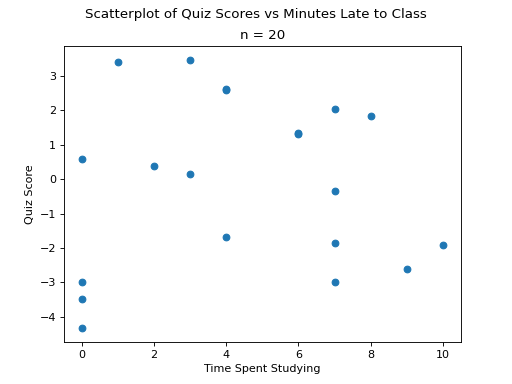 Scatterplot of Quiz Scores vs Minutes Late to Class
n = 20
3
2
1
0
−1
−2
−3
−4
Quiz Score
0 2 4 6 8 10
Time Spent Studying